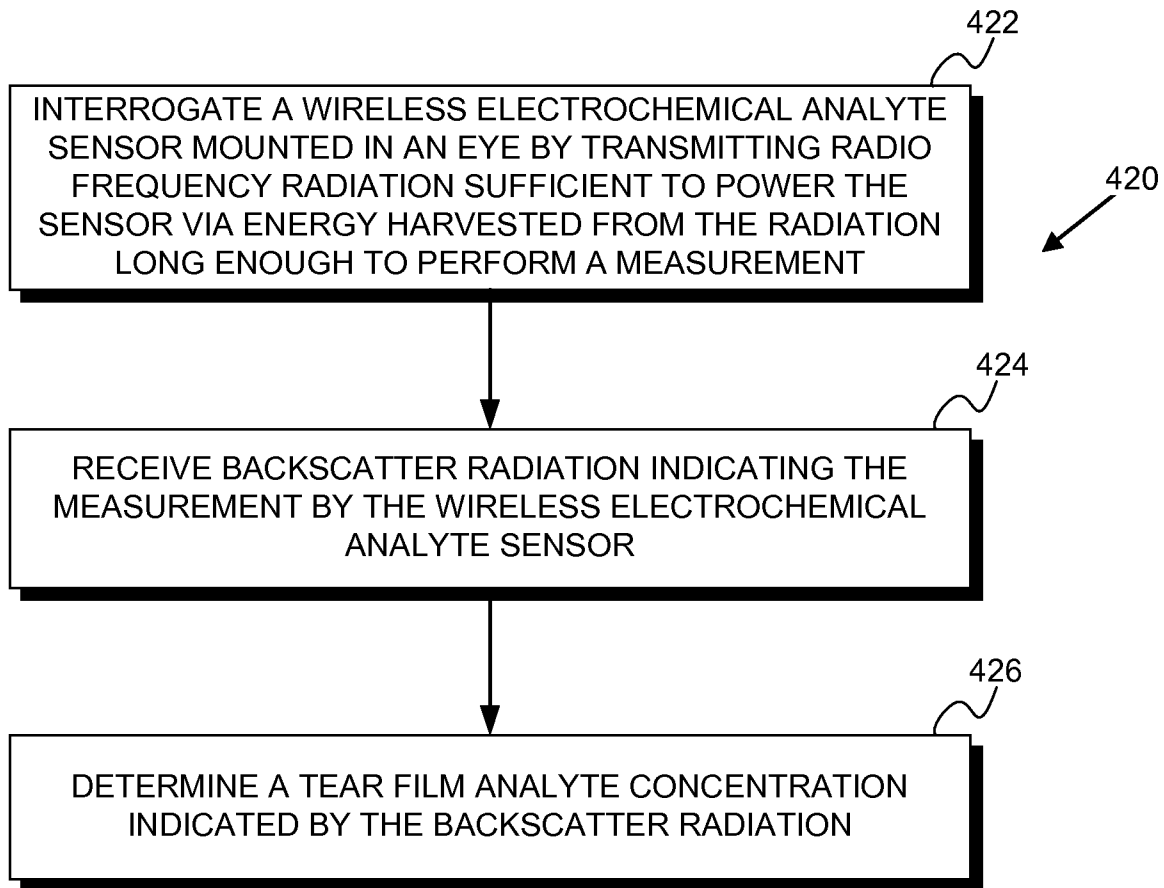 422
INTERROGATE A WIRELESS ELECTROCHEMICAL ANALYTE
SENSOR MOUNTED IN AN EYE BY TRANSMITTING RADIO
FREQUENCY RADIATION SUFFICIENT TO POWER THE
SENSOR VIA ENERGY HARVESTED FROM THE RADIATION
LONG ENOUGH TO PERFORM A MEASUREMENT
420
424
RECEIVE BACKSCATTER RADIATION INDICATING THE
MEASUREMENT BY THE WIRELESS ELECTROCHEMICAL
ANALYTE SENSOR
426
DETERMINE A TEAR FILM ANALYTE CONCENTRATION
INDICATED BY THE BACKSCATTER RADIATION